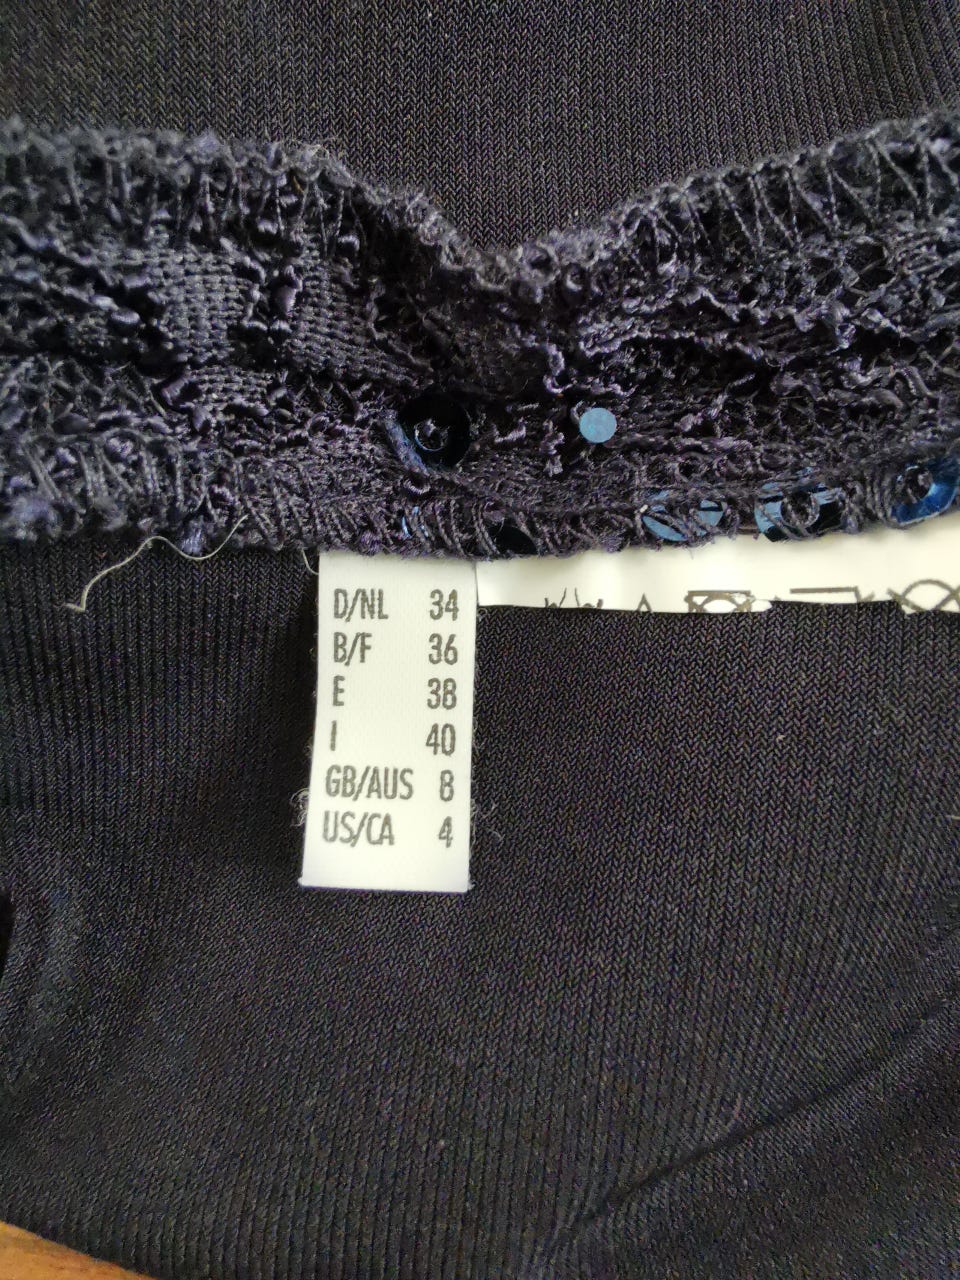 D/NL 34
B/F 36
E 38
I 40
GB/AUS 8
US/CA 4